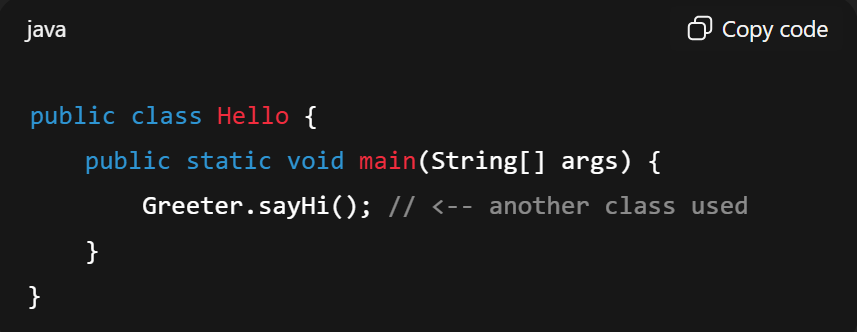 java
Copy code
public class Hello {
    public static void main(String[] args) {
        Greeter.sayHi(); // <-- another class used
    }
}